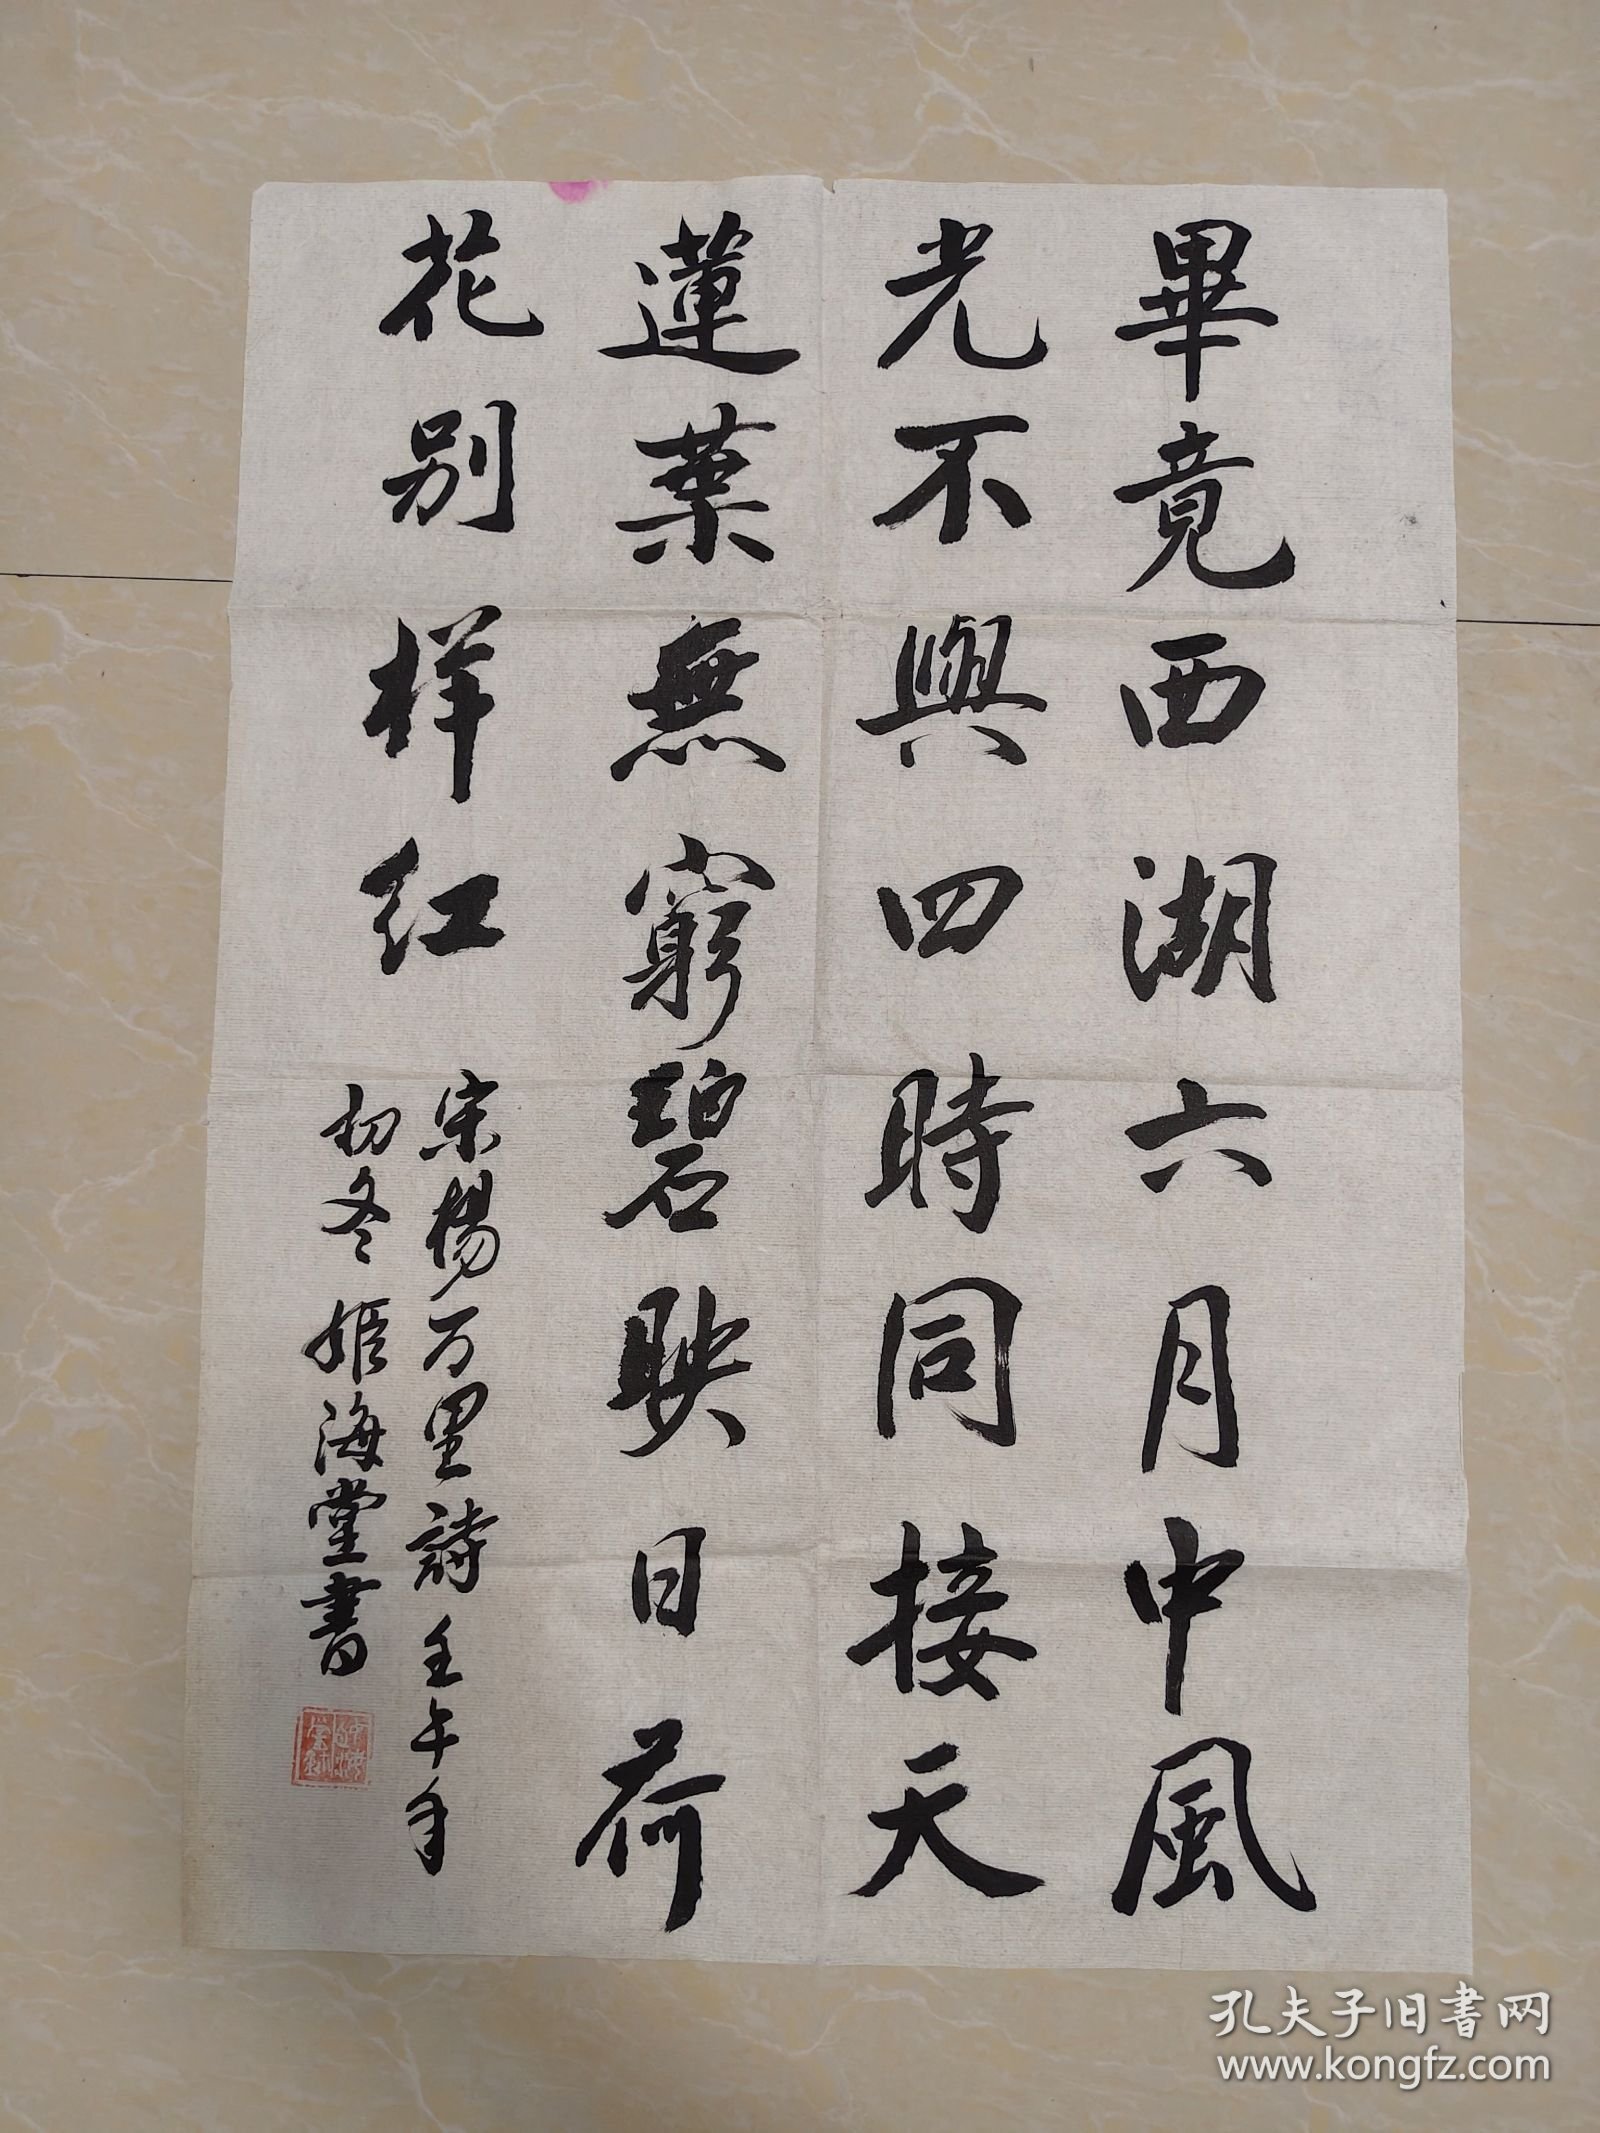 畢竟西湖六月中風
光不與四時同接天
蓮葉無窮碧映日荷
花别样红
宋楊万里詩壬午年
初冬姬海堂書
孔夫子旧書网
www.kongfz.com